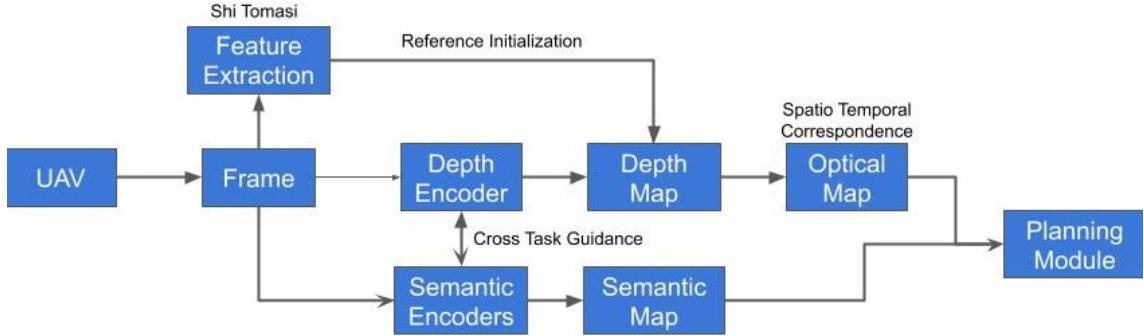 Shi Tomasi
Feature
Extraction
Reference Initialization
Spatio Temporal
Correspondence
UAV
Frame
Depth
Encoder
Depth
Map
Optical
Map
Planning
Module
Cross Task Guidance
Semantic
Encoders
Semantic
Map